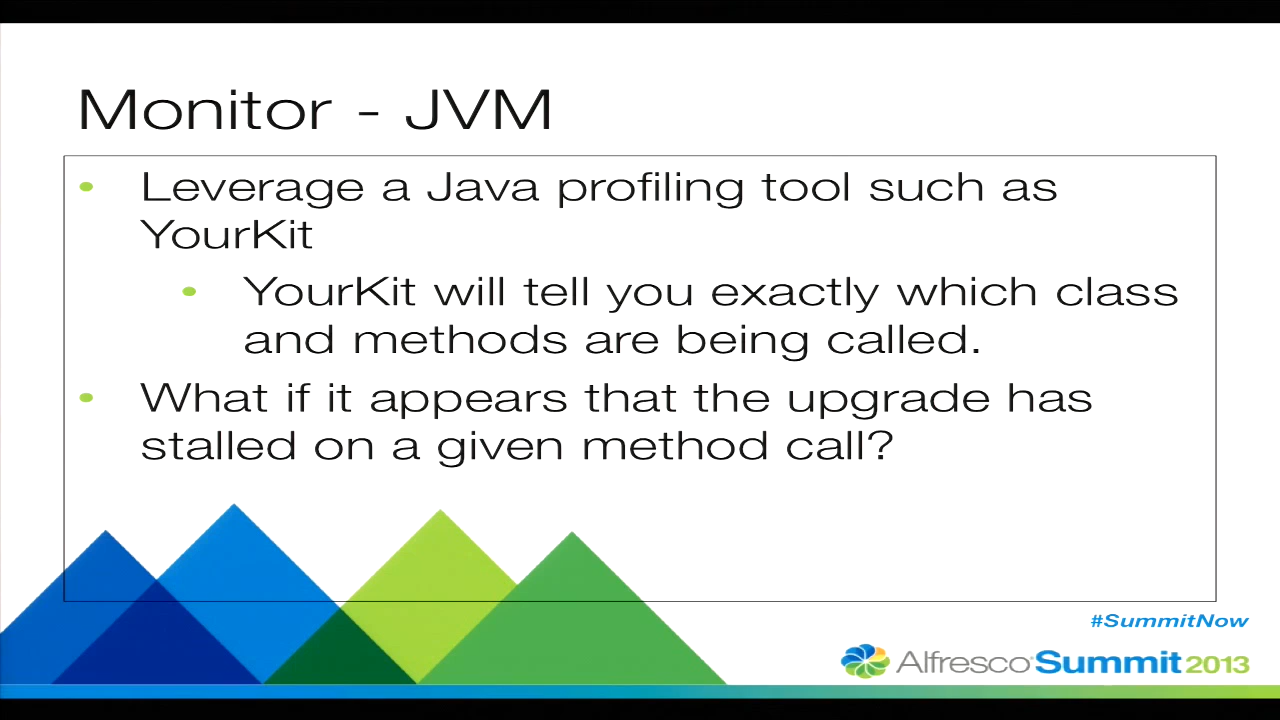 Monitor - JVM
• Leverage a Java profiling tool such as
YourKit
• YourKit will tell you exactly which class
and methods are being called.
• What if it appears that the upgrade has
stalled on a given method call?
#SummitNow
Alfresco Summit 2013